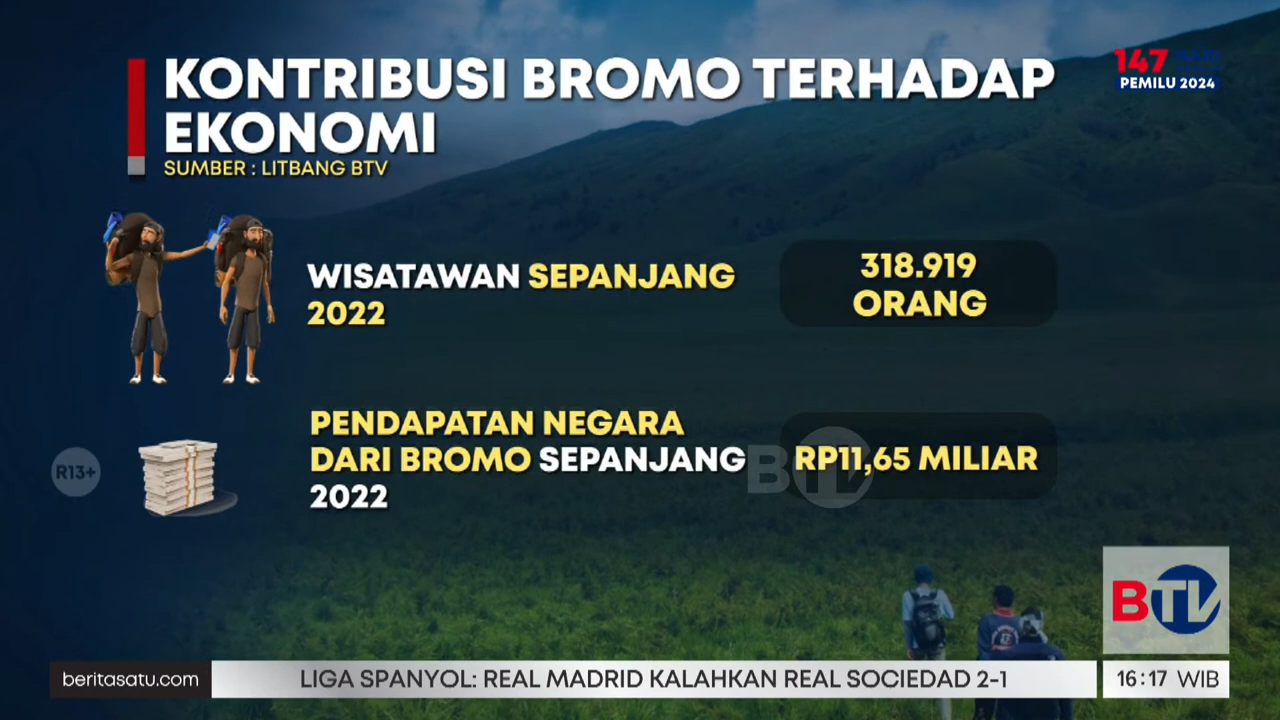 KONTRIBUSI BROMO TERHADAP
EKONOMI
SUMBER : LITBANG BTV
147
PEMILU 2024
WISATAWAN SEPANJANG
2022
318.919
ORANG
PENDAPATAN NEGARA
DARI BROMO SEPANJANG
2022
RP11,65 MILIAR
BTV
R13+
BTV
beritasatu.com
LIGA SPANYOL: REAL MADRID KALAHKAN REAL SOCIEDAD 2-1
16:17 WIB